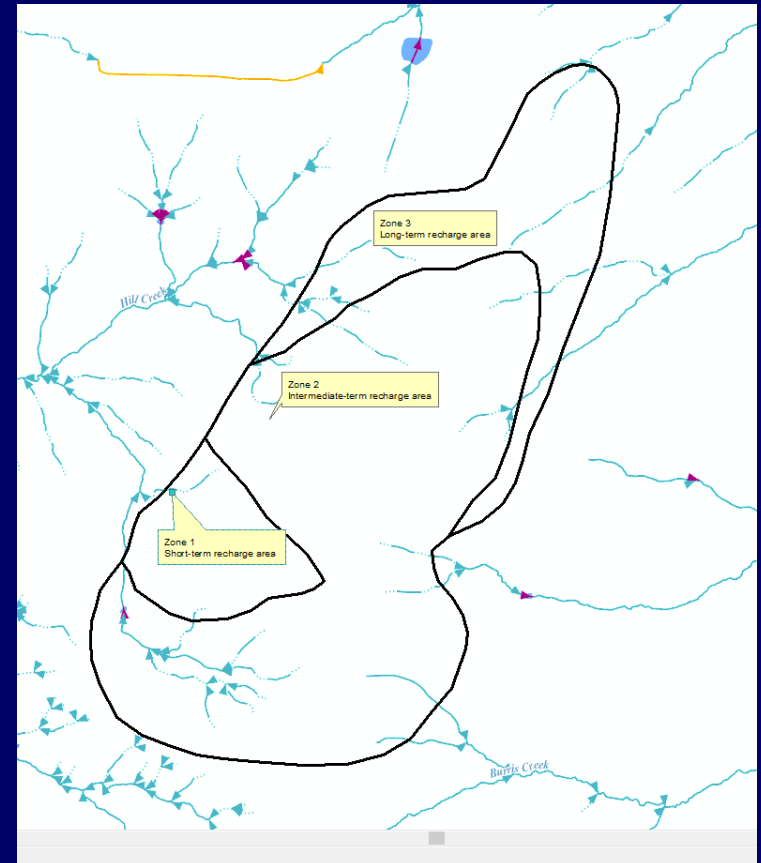 Zone 3
Long-term recharge area
Hill Creek
Zone 2
Intermediate-term recharge area
Zone 1
Short-term recharge area
Burris Creek